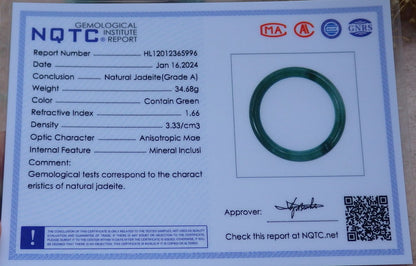 NQTC
GEMOLOGICAL
INSTITUTE
® REPORT
MA
GNAS
Report Number HL12012365996
Date Jan 16,2024
Conclusion Natural Jadeite(Grade A)
Weight 34.68g
Color Contain Green
Refractive Index 1.66
Density 3.33/cm3
Optic Character Anisotropic Mae
Internal Feature Mineral Inclusi
Comment:
Gemological tests correspond to the charact
eristics of natural jadeite.
Approver:
Check this report at NQTC.net